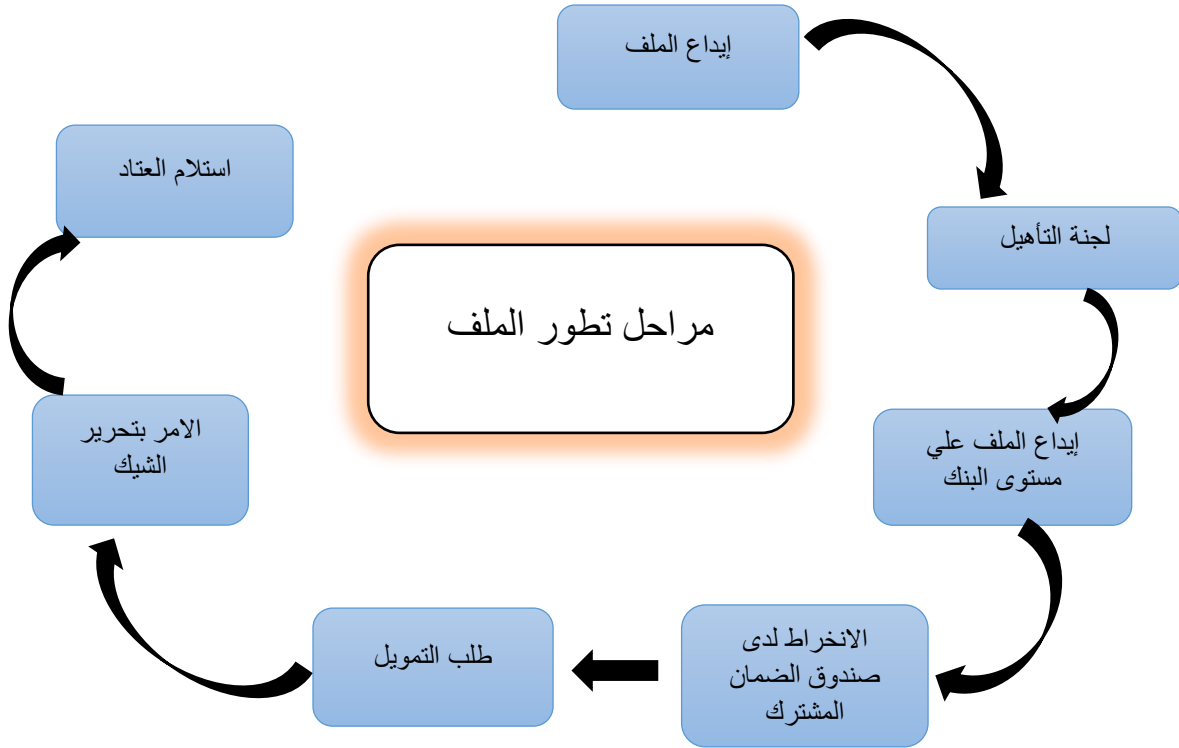 إيداع الملف
لجنة التأهيل
إيداع الملف علي
مستوى البنك
الانخراط لدى
صندوق الضمان
المشترك
طلب التمويل
الامر بتحرير
الشيك
استلام العتاد
مراحل تطور الملف